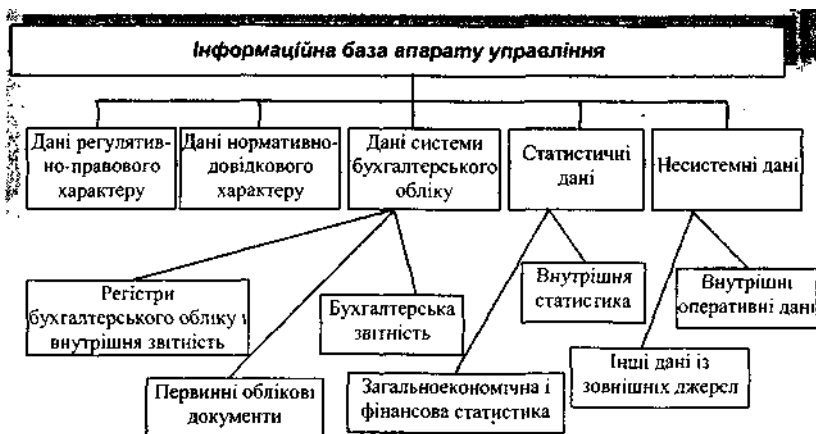 Інформаційна база апарату управління
Дані регулятив-
но-правового
характеру
Дані нормативно-
довідкового
характеру
Дані системи
бухгалтерського
обліку
Статистичні
дані
Несистемні дані
Регістри
бухгалтерського обліку і
внутрішня звітність
Бухгалтерська
звітність
Внутрішня
статистика
Внутрішні
оперативні дані
Первинні облікові
документи
Загальноекономічна і
фінансова статистика
Інші дані із
зовнішніх джерел